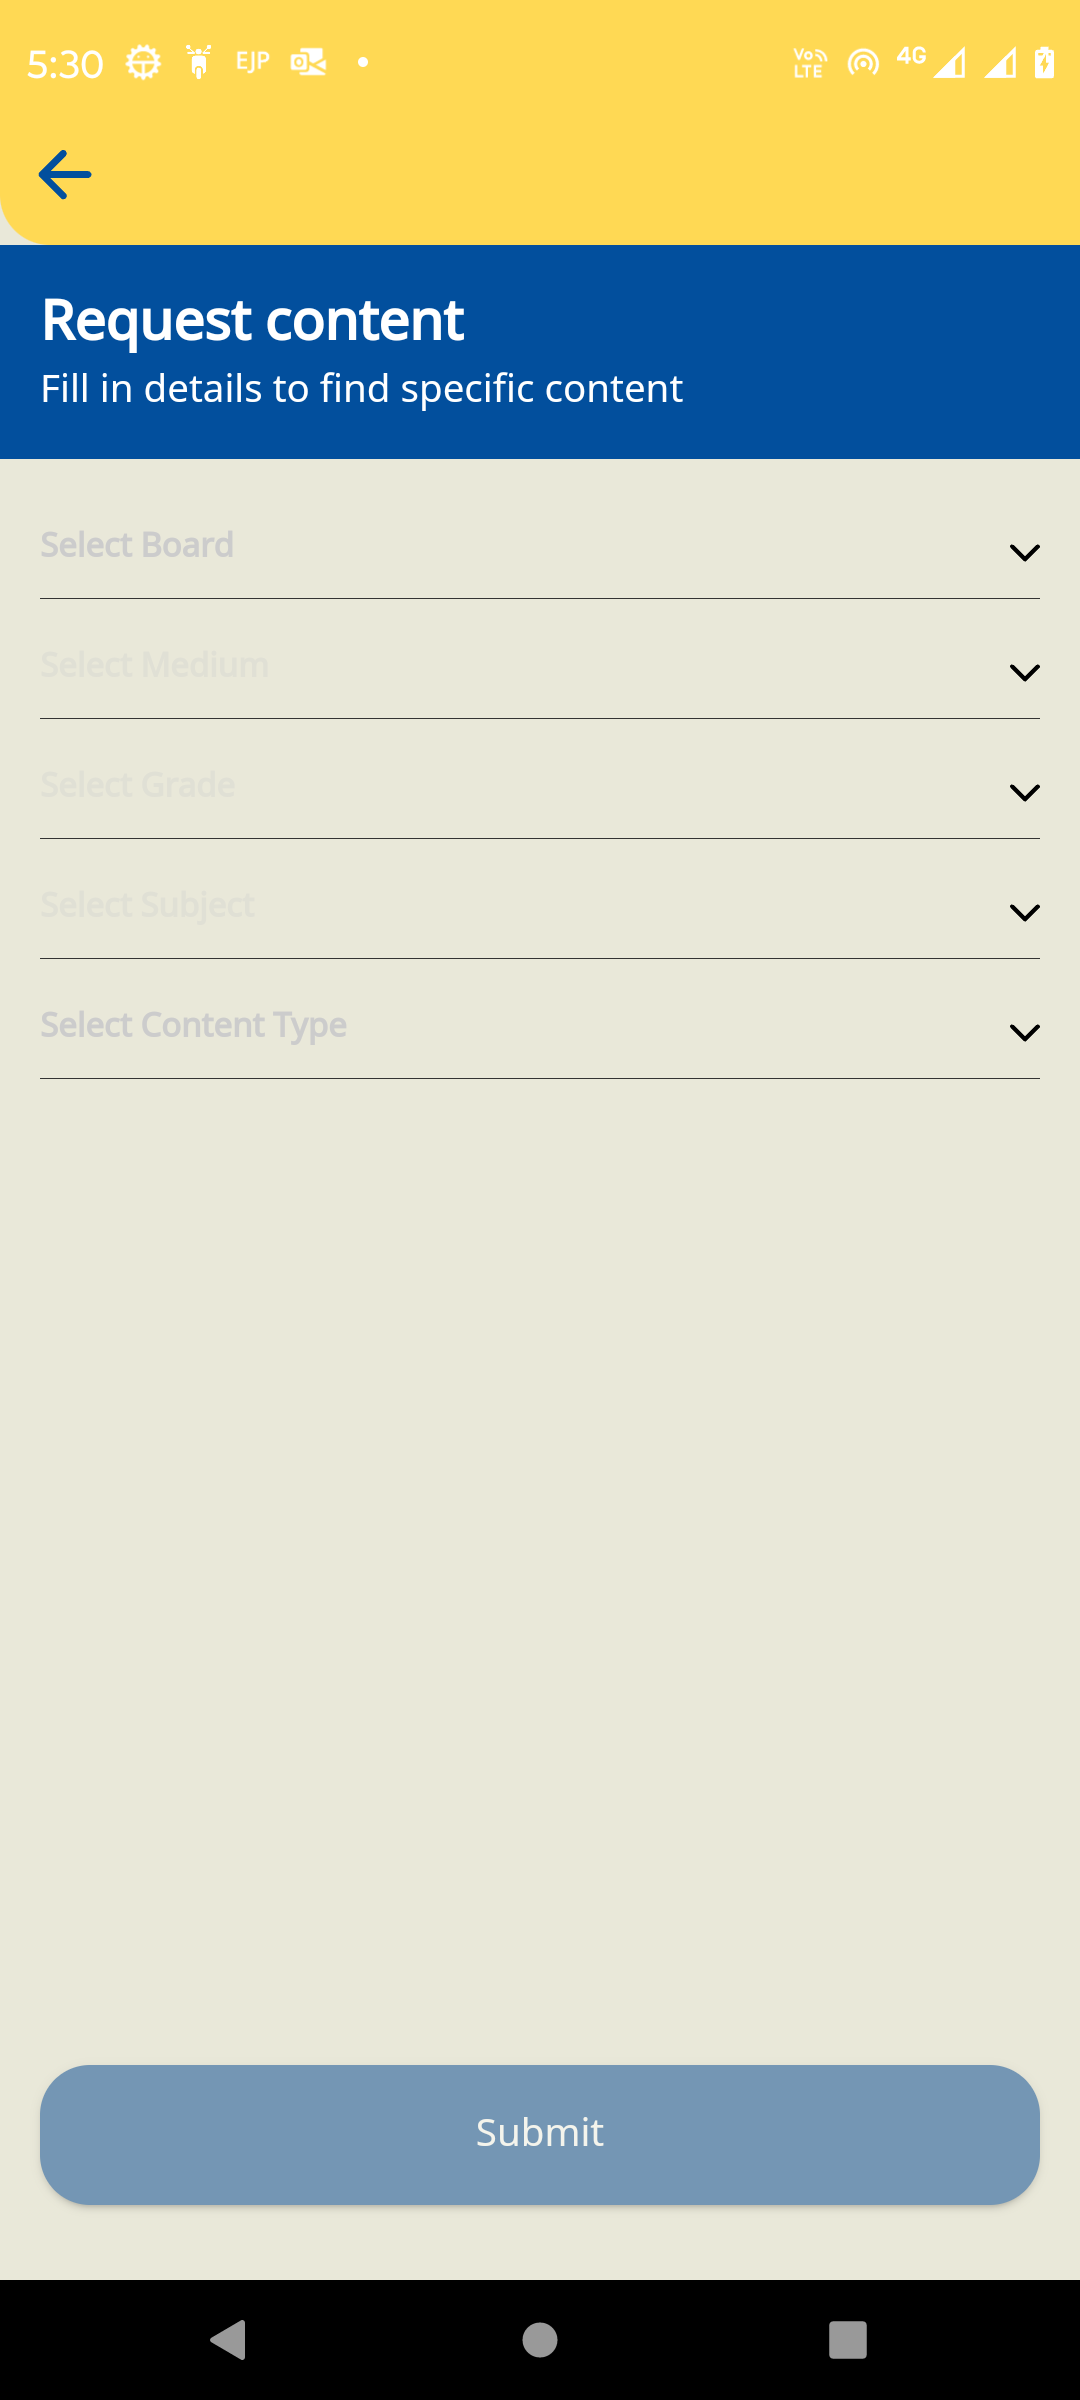 5:30 EJP VO LTE 4G
Request content
Fill in details to find specific content
Select Board
Select Medium
Select Grade
Select Subject
Select Content Type
Submit